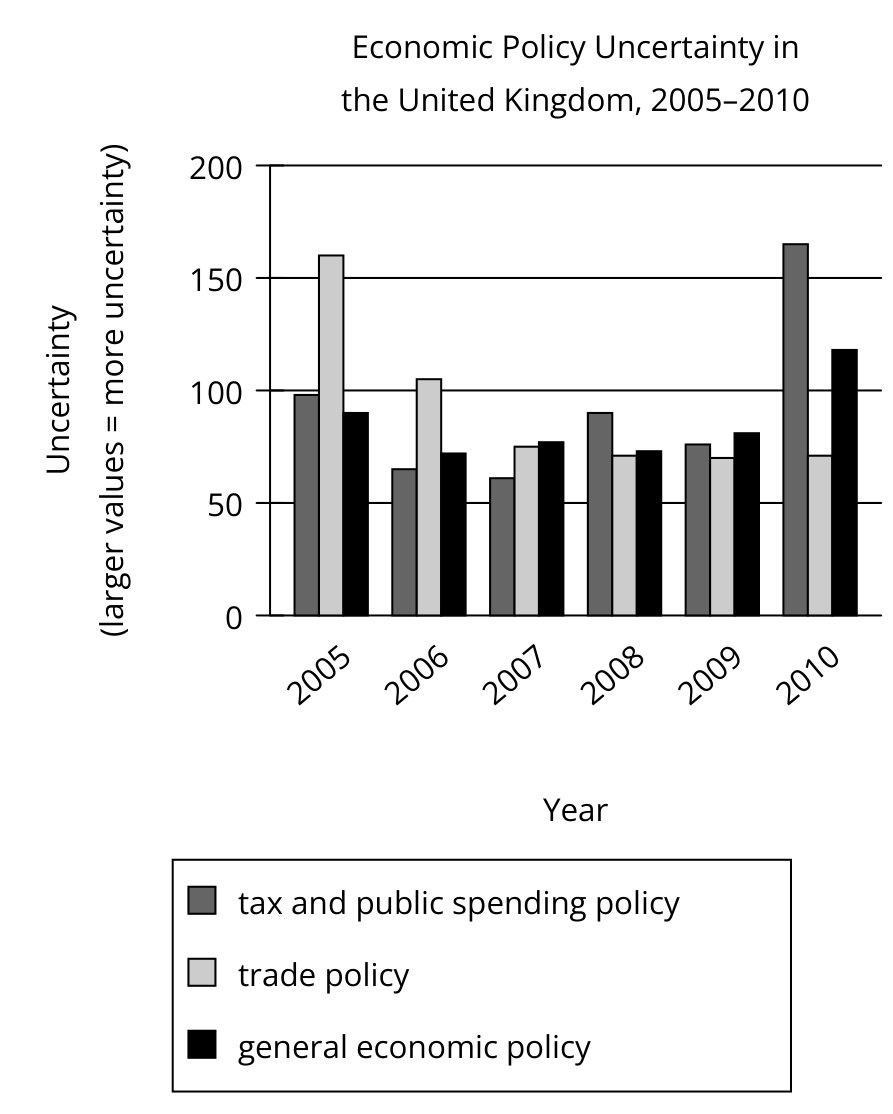 Economic Policy Uncertainty in
the United Kingdom, 2005–2010
Uncertainty
(larger values = more uncertainty)
200
150
100
50
0
2005
2006
2007
2008
2009
2010
Year
tax and public spending policy
trade policy
general economic policy